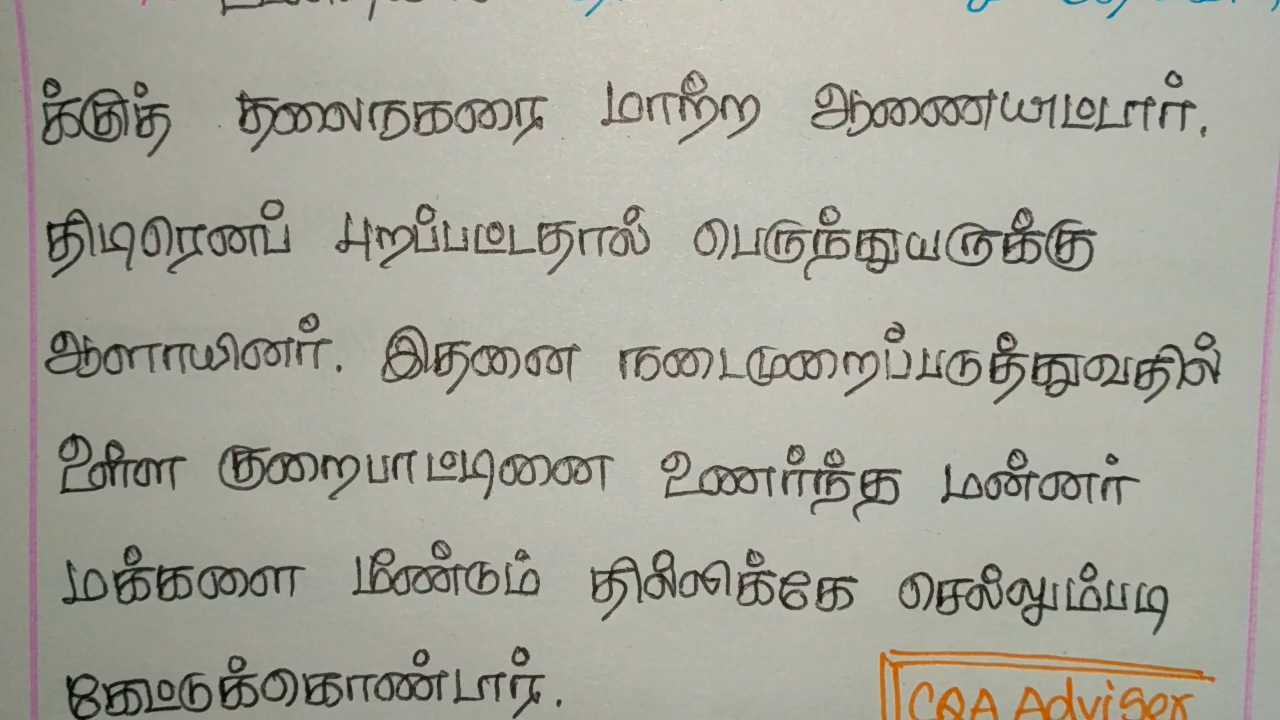 க்குத் தலைநகரை மாற்ற ஆணையிட்டார்.
திடிரெனப் புறப்பட்டதால் பெருந்துயருக்கு
ஆளாயினர். இதனை நடைமுறைப்படுத்துவதில்
உள்ள குறைபாட்டினை உணர்ந்த மன்னர்
மக்களை மீண்டும் தில்லிக்கே செல்லும்படி
கேட்டுக்கொண்டார்.
CQA Adviser